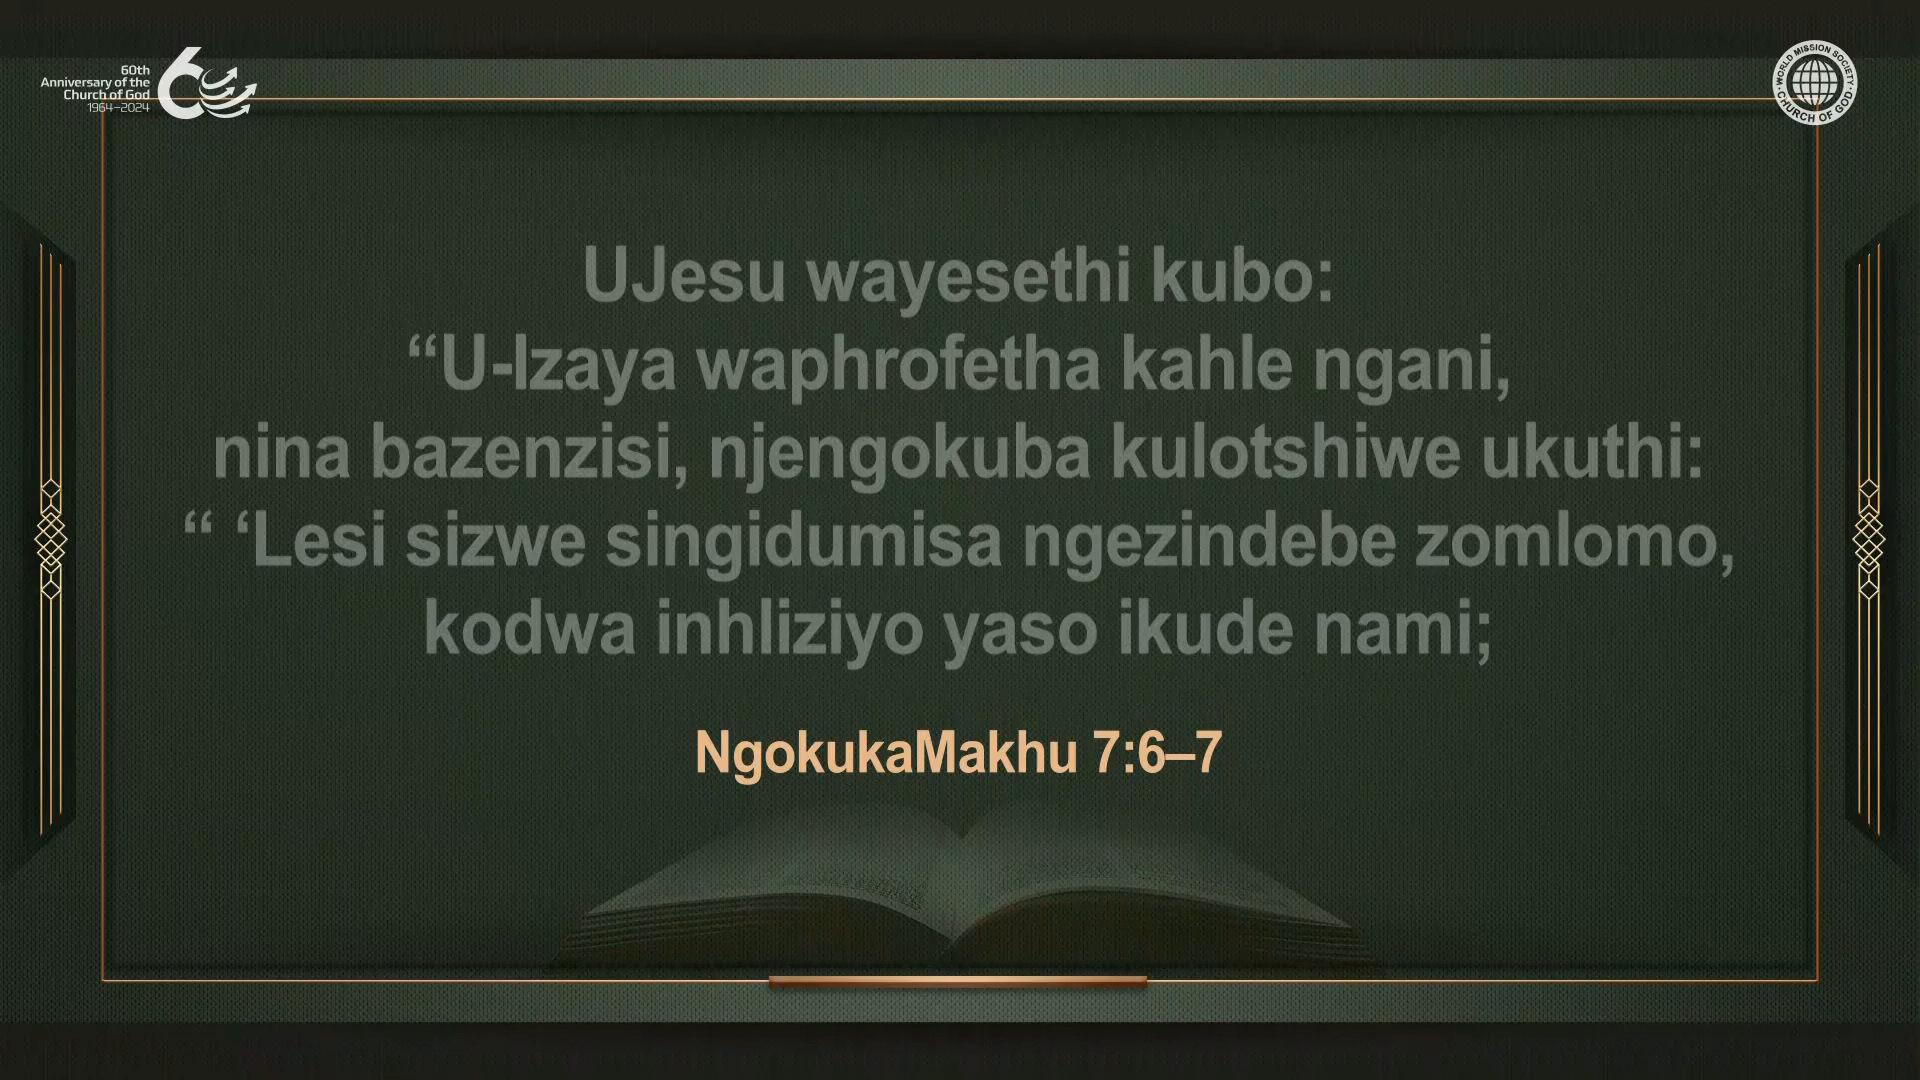 60th
Anniversary of the
Church of God
1964–2024
WORLD MISSION SOCIETY
CHURCH OF GOD
UJesu wayesethi kubo:
“U-Izaya waphrofetha kahle ngani,
nina bazenzisi, njengokuba kulotshiwe ukuthi:
“ ‘Lesi sizwe singidumisa ngezindebe zomlomo,
kodwa inhliziyo yaso ikude nami;
NgokukaMakhu 7:6–7